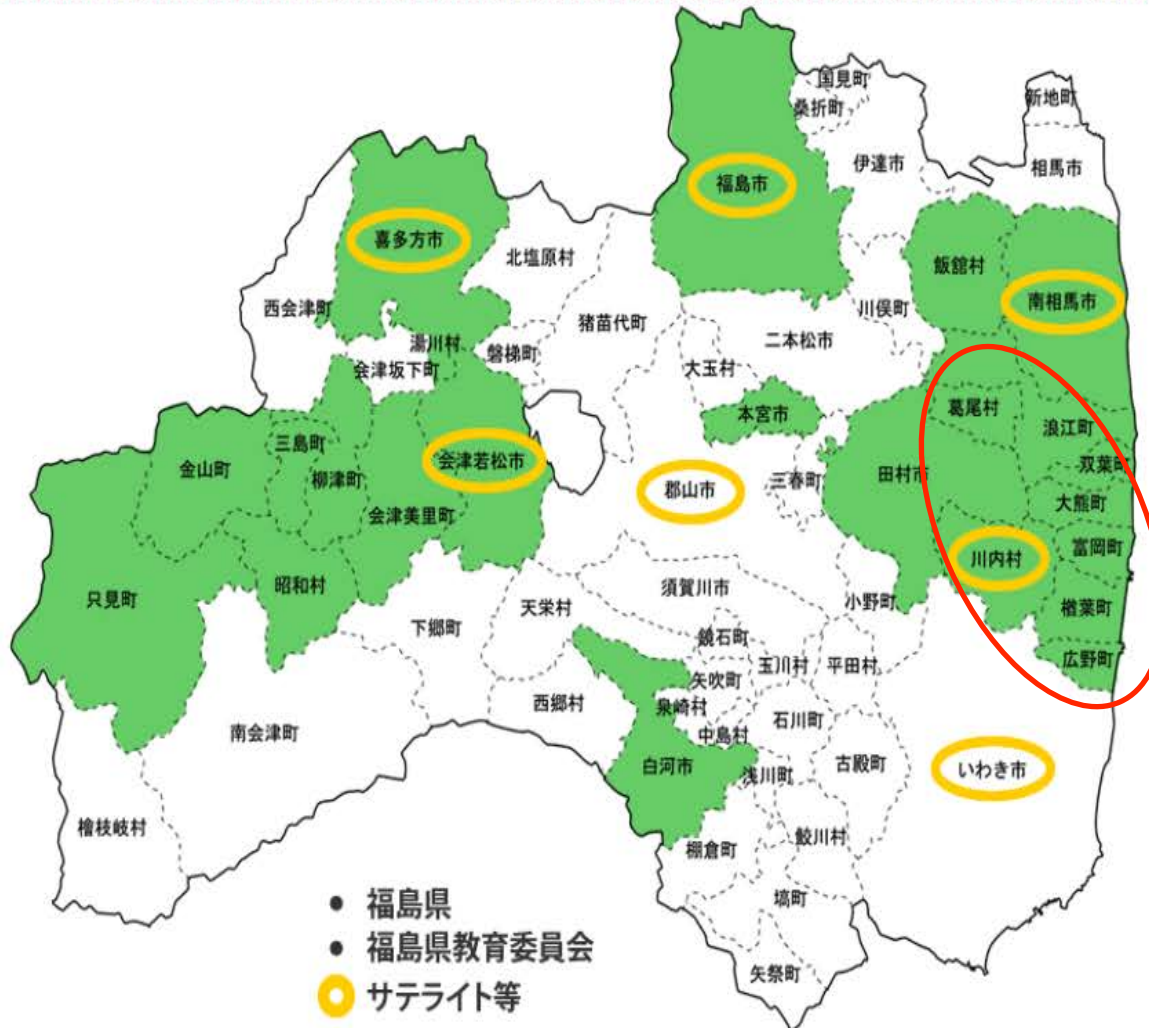 国見町
桑折町
新地町
伊達市
相馬市
福島市
喜多方市
北塩原村
飯舘村
西会津町
南相馬市
猪苗代町
川俣町
二本松市
湯川村
磐梯町
会津坂下町
大玉村
葛尾村
本宮市
浪江町
三島町
双葉町
金山町
会津若松市
田村市
柳津町
三春町
郡山市
大熊町
会津美里町
富岡町
川内村
昭和村
須賀川市
只見町
小野町
天栄村
楢葉町
下郷町
鏡石町
広野町
玉川村
平田村
矢吹町
西郷村
泉崎村
石川町
南会津町
中島村
白河市
浅川町
古殿町
いわき市
檜枝岐村
鮫川村
棚倉町
塙町
矢祭町
• 福島県
• 福島県教育委員会
サテライト等